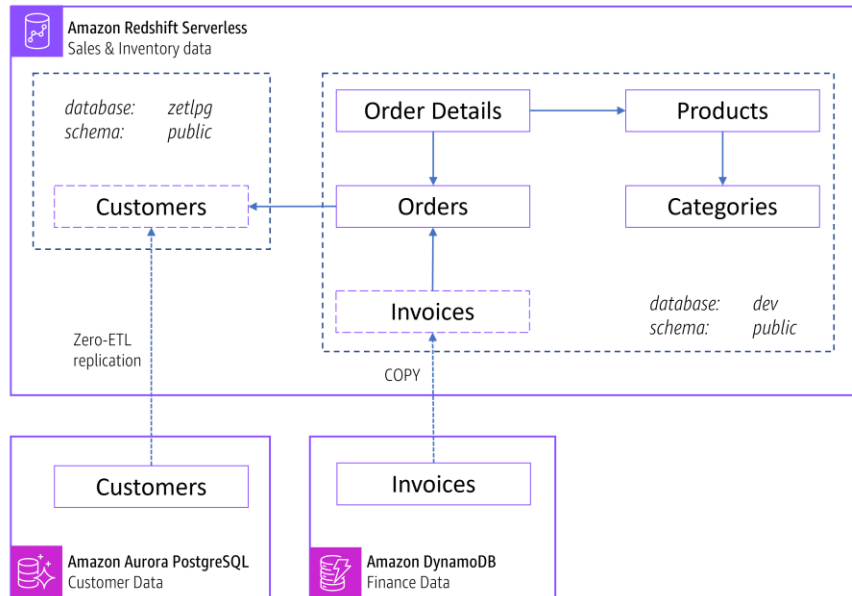 Amazon Redshift Serverless
Sales & Inventory data
database: zetlpg
schema: public
Order Details
Products
Customers
Orders
Categories
Invoices
database: dev
schema: public
Zero-ETL
replication
COPY
Customers
Invoices
Amazon Aurora PostgreSQL
Customer Data
Amazon DynamoDB
Finance Data